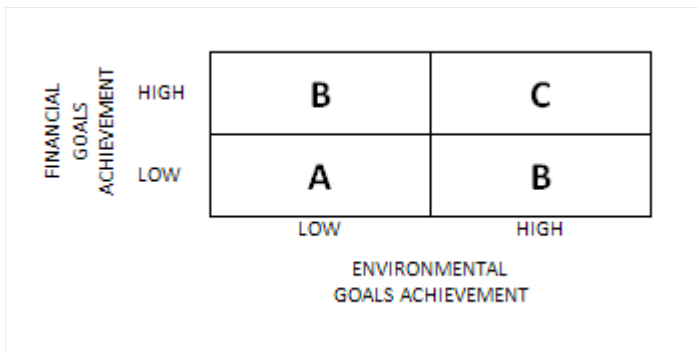 FINANCIAL
GOALS
ACHIEVEMENT
HIGH
B
C
LOW
A
B
LOW
HIGH
ENVIRONMENTAL
GOALS ACHIEVEMENT